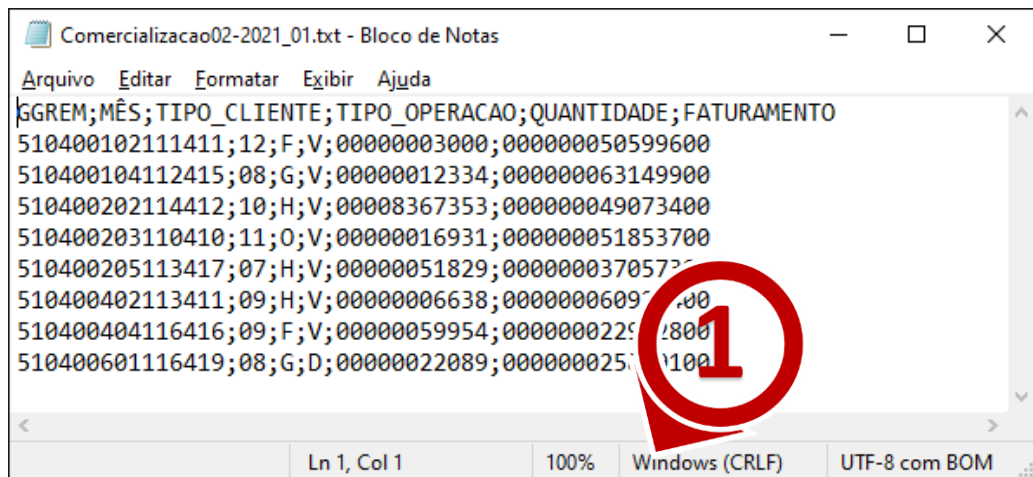 Comercializacao02-2021_01.txt - Bloco de Notas
Arquivo Editar Formatar Exibir Ajuda
GGREM;MÊS;TIPO_CLIENTE;TIPO_OPERACAO;QUANTIDADE;FATURAMENTO
510400102111411;12;F;V;00000003000;000000050599600
510400104112415;08;G;V;00000012334;000000063149900
510400202114412;10;H;V;00008367353;000000049073400
510400203110410;11;O;V;00000016931;000000051853700
510400205113417;07;H;V;00000051829;
510400402113411;09;H;V;00000006638;
510400404116416;09;F;V;00000059954;
510400601116419;08;G;D;00000022089;
1
Ln 1, Col 1 100% Windows (CRLF) UTF-8 com BOM